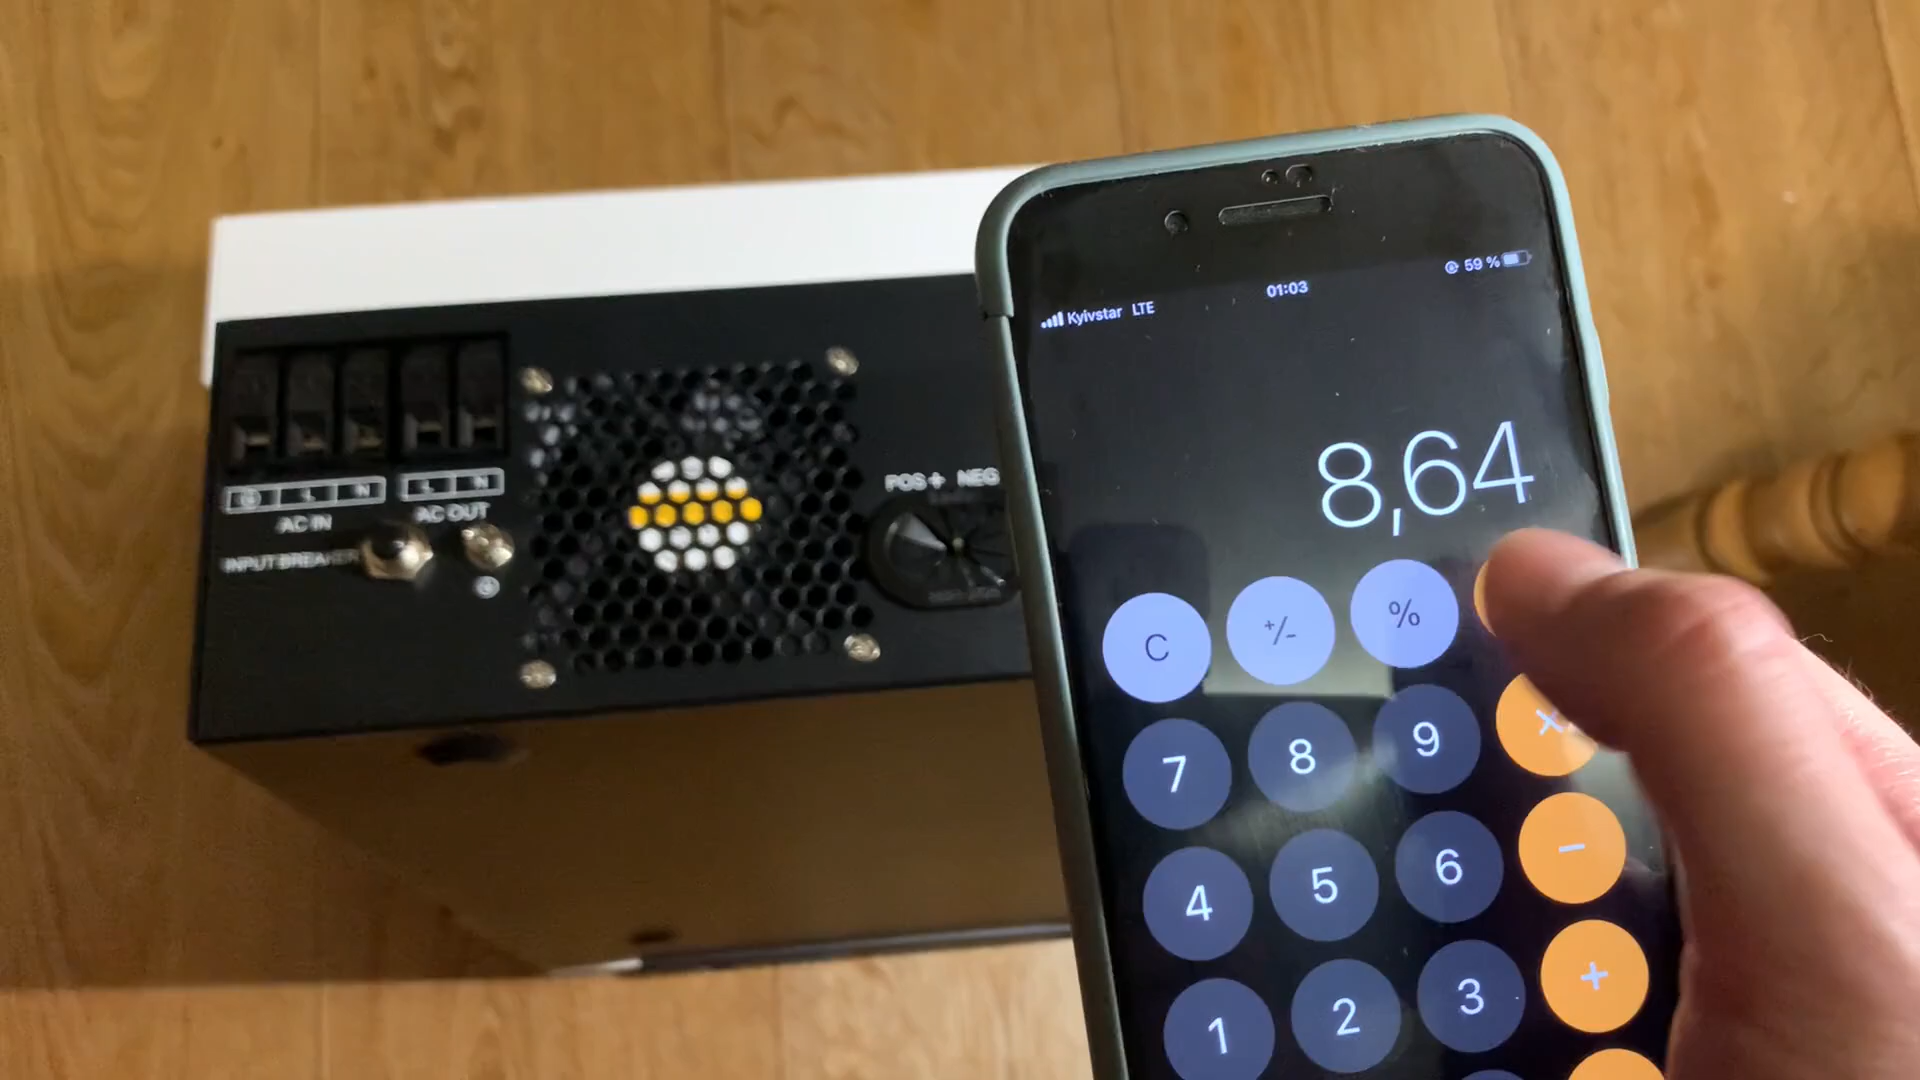 Kyivstar LTE
01:03
59 %
8,64
C +/- %
7 8 9 ×
4 5 6 −
1 2 3 +
L N
L N
AC IN
AC OUT
INPUT BREAKER
POS+ NEG